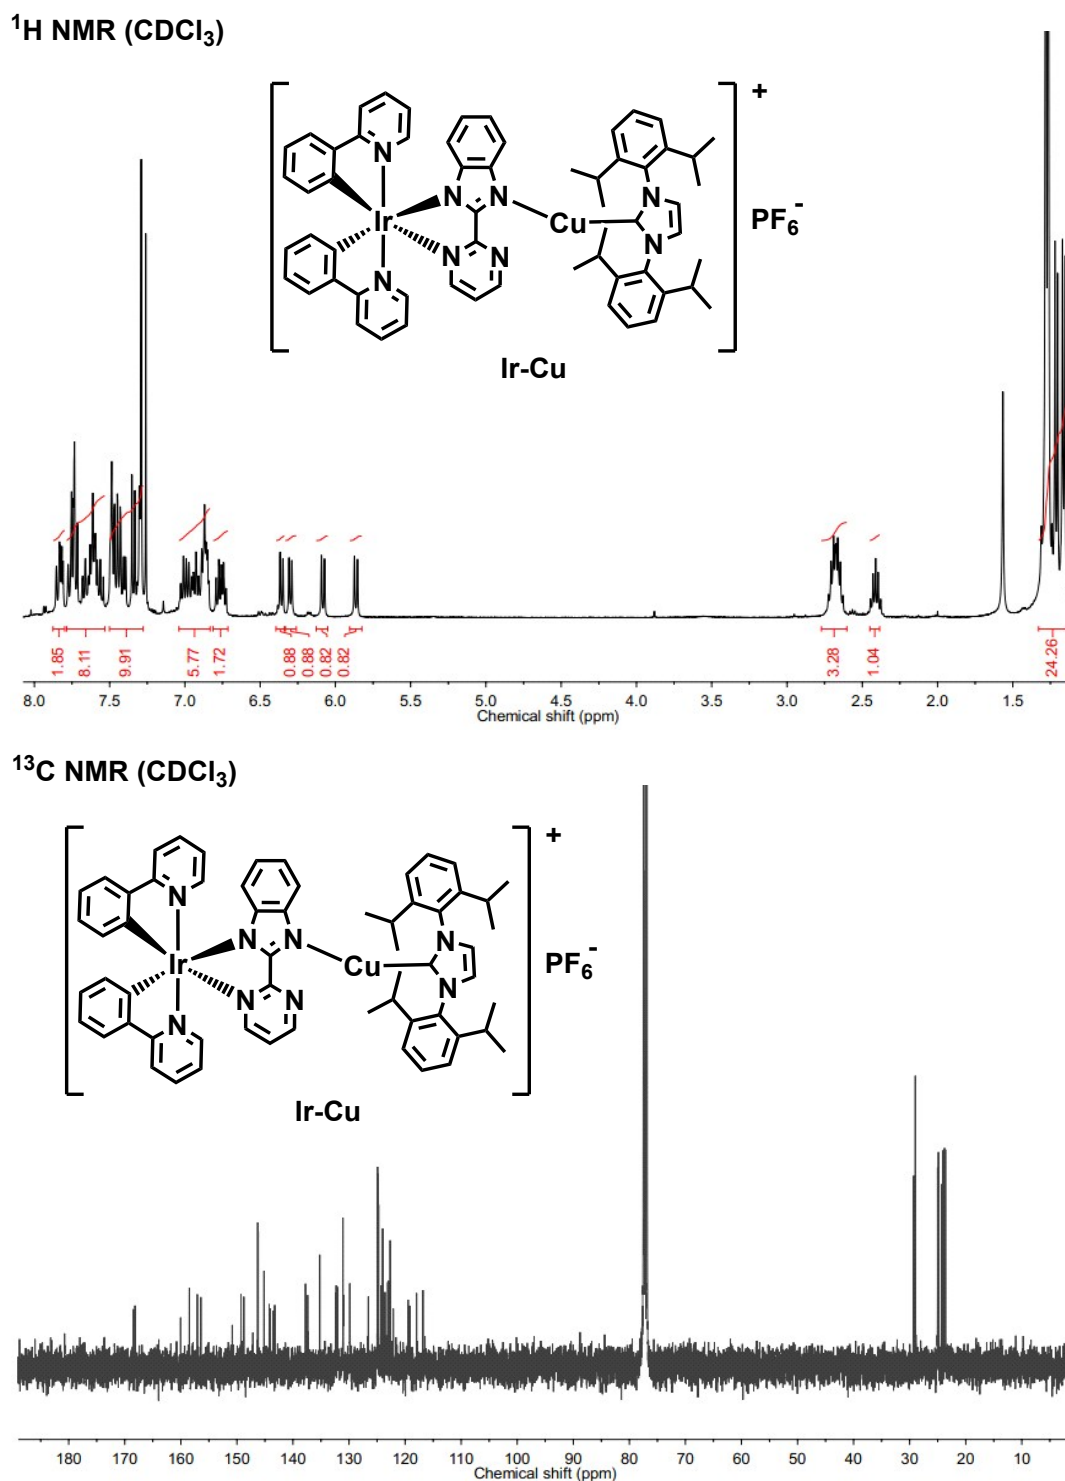 ¹H NMR (CDCl₃)
+
N N N N
Ir Cu PF₆⁻
N N N N
Ir-Cu
1.85 8.11 9.91 5.77 1.72 0.88 0.88 0.82 0.82 3.28 1.04 24.26
8.0 7.5 7.0 6.5 6.0 5.5 5.0 4.5 4.0 3.5 3.0 2.5 2.0 1.5
Chemical shift (ppm)
¹³C NMR (CDCl₃)
+
N N N N
Ir Cu PF₆⁻
N N N N
Ir-Cu
180 170 160 150 140 130 120 110 100 90 80 70 60 50 40 30 20 10
Chemical shift (ppm)